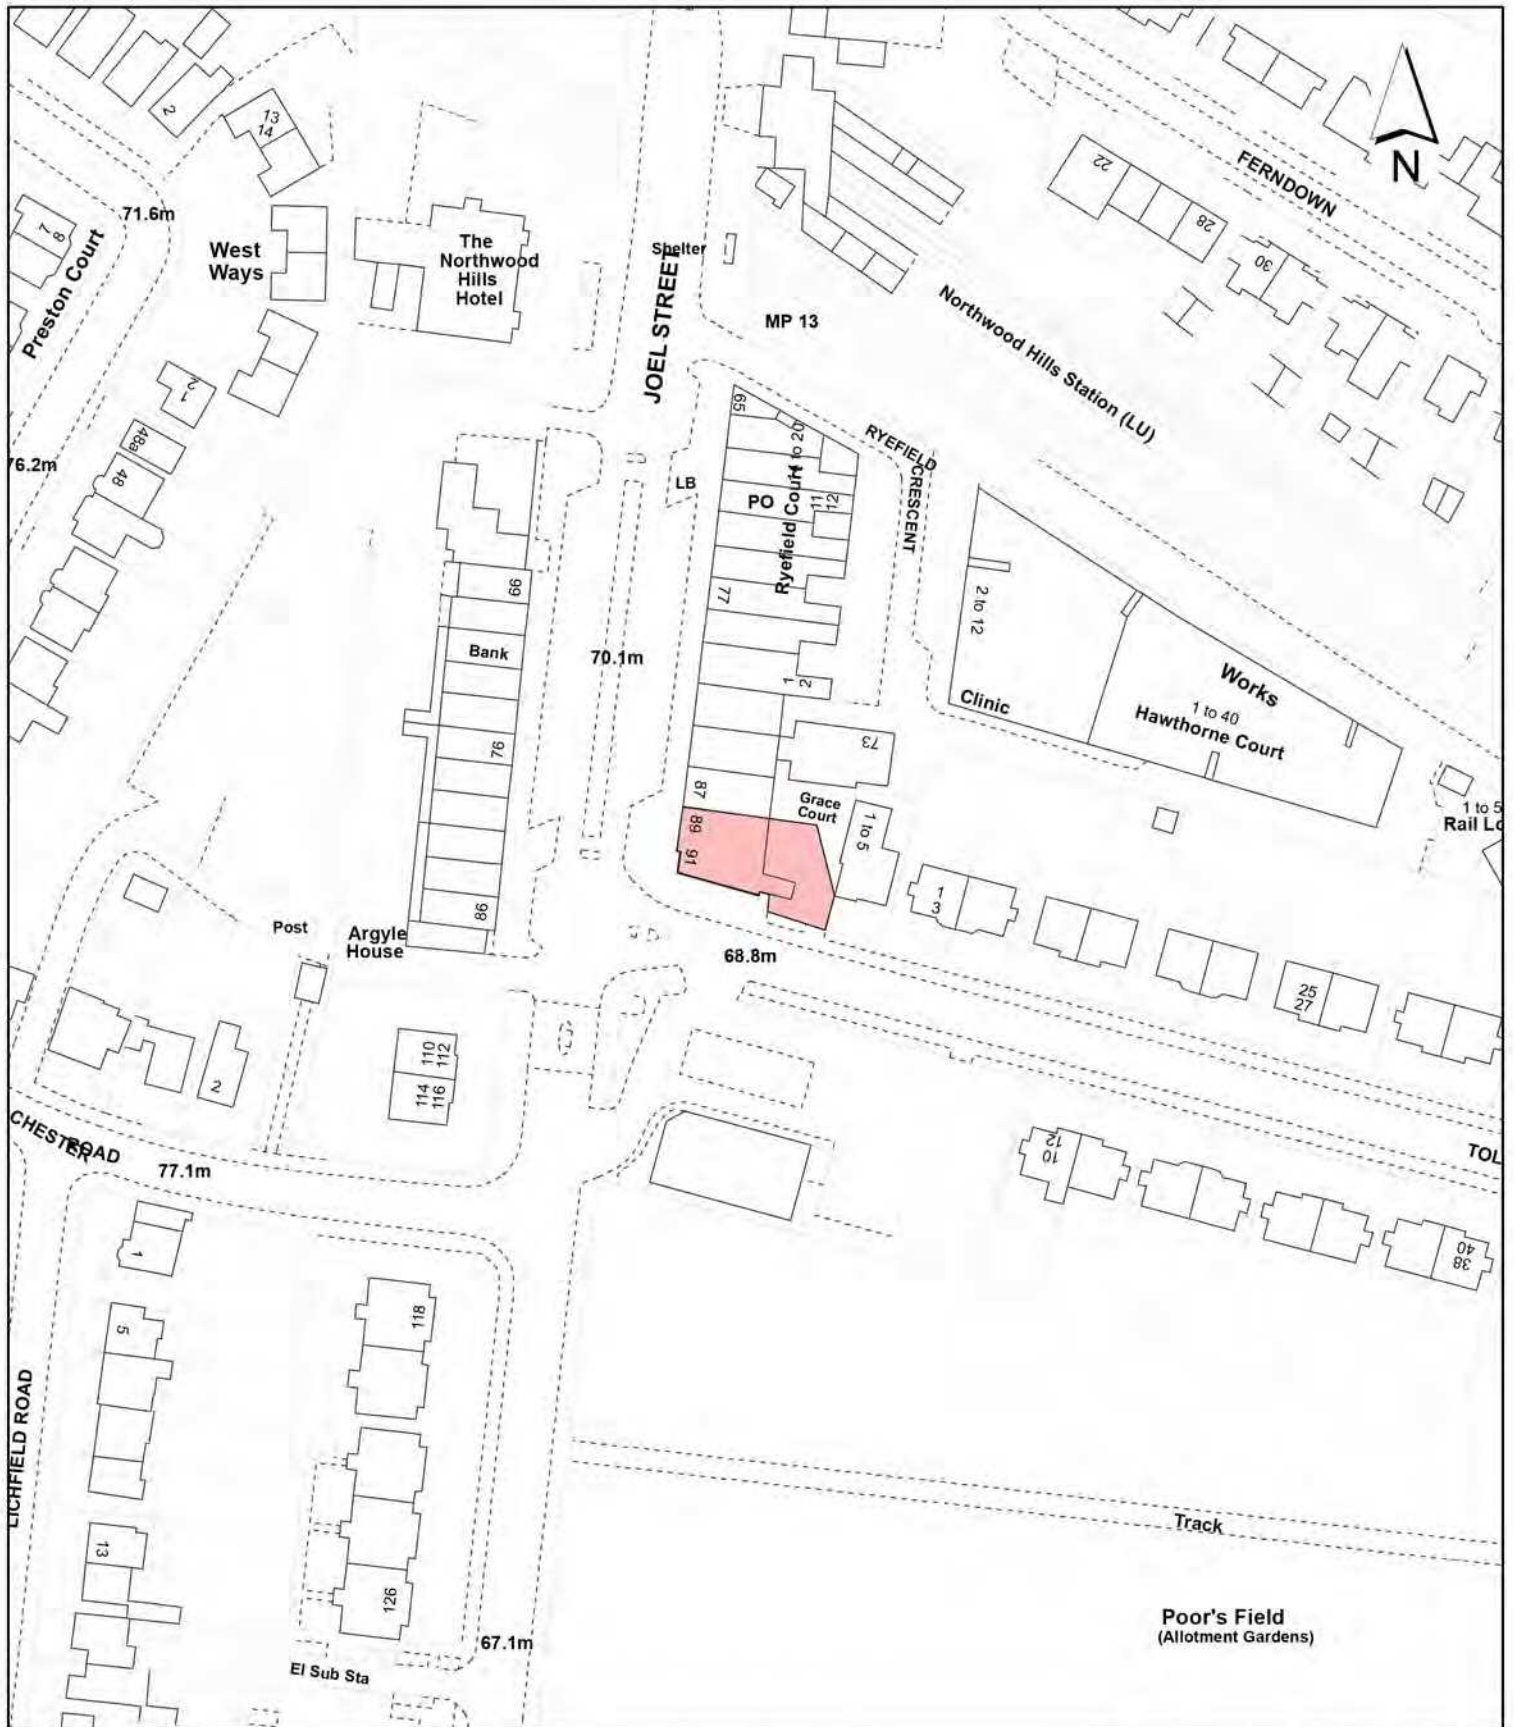 2
13
14
N
FERNDOWN
22
28
30
7
8
71.6m
Preston Court
West
Ways
The
Northwood
Hills
Hotel
Shelter
JOEL STREET
MP 13
Northwood Hills Station (LU)
1
2
48a
48
76.2m
65
1 to 20
RYEFIELD
CRESCENT
LB
PO
11
12
Ryefield Court
77
66
Bank
70.1m
2 to 12
Clinic
Works
1 to 40
Hawthorne Court
1
2
76
73
87
89
91
Grace
Court
1 to 5
1 to 5
Rail Lo
1
3
98
Post
Argyle
House
68.8m
25
27
110
112
114
116
2
CHESTER
ROAD
77.1m
TOL
10
12
38
40
1
5
13
LICHFIELD ROAD
118
126
Track
67.1m
El Sub Sta
Poor's Field
(Allotment Gardens)